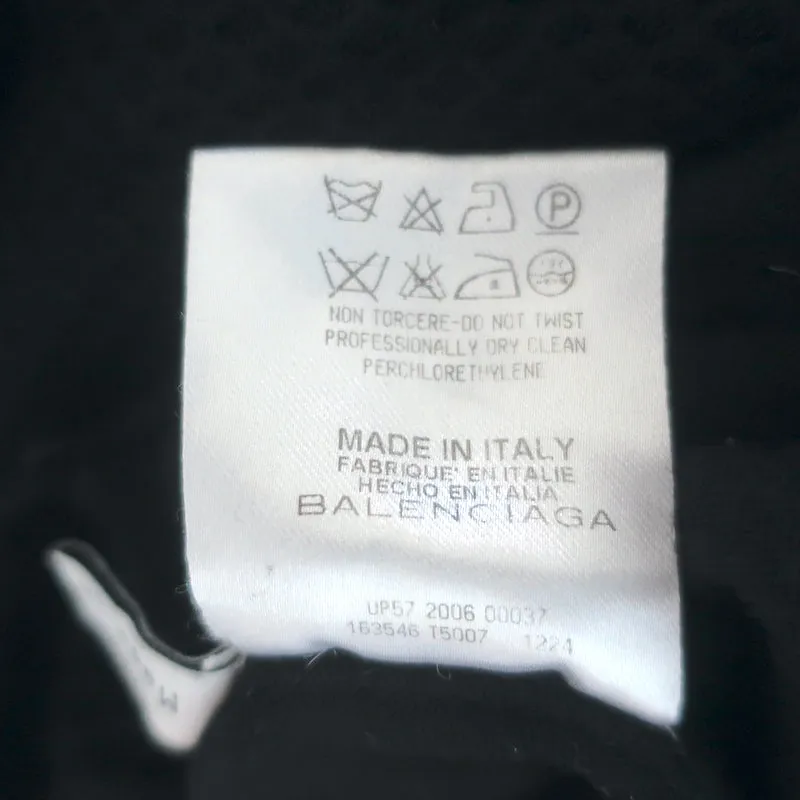 P
NON TORCERE-DO NOT TWIST
PROFESSIONALLY DRY CLEAN
PERCHLORETHYLENE
MADE IN ITALY
FABRIQUE' EN ITALIE
HECHO EN ITALIA
BALENCIAGA
UP57 2006 00037
163546 T5007 1224